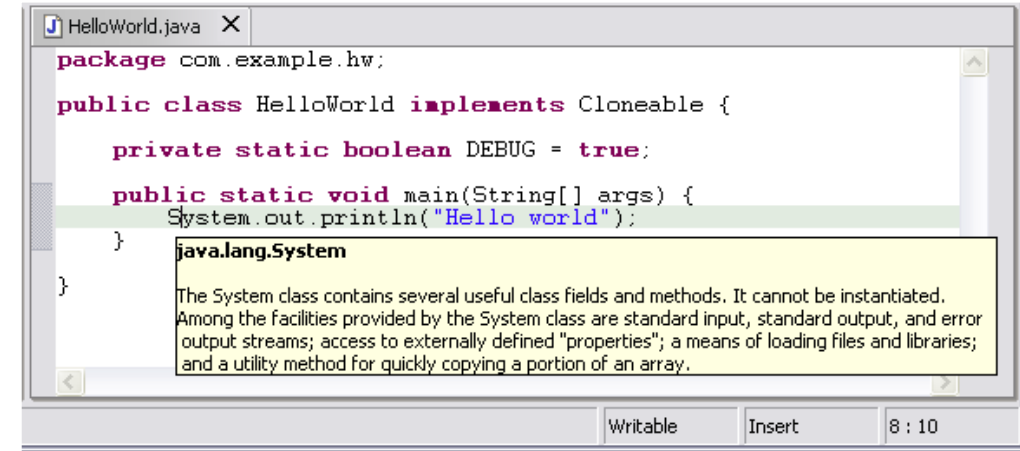 HelloWorld.java
package com.example.hw;
public class HelloWorld implements Cloneable {
private static boolean DEBUG = true;
public static void main(String[] args) {
System.out.println("Hello world");
}
java.lang.System
}
The System class contains several useful class fields and methods. It cannot be instantiated.
Among the facilities provided by the System class are standard input, standard output, and error
output streams; access to externally defined "properties"; a means of loading files and libraries;
and a utility method for quickly copying a portion of an array.
Writable Insert 8 : 10